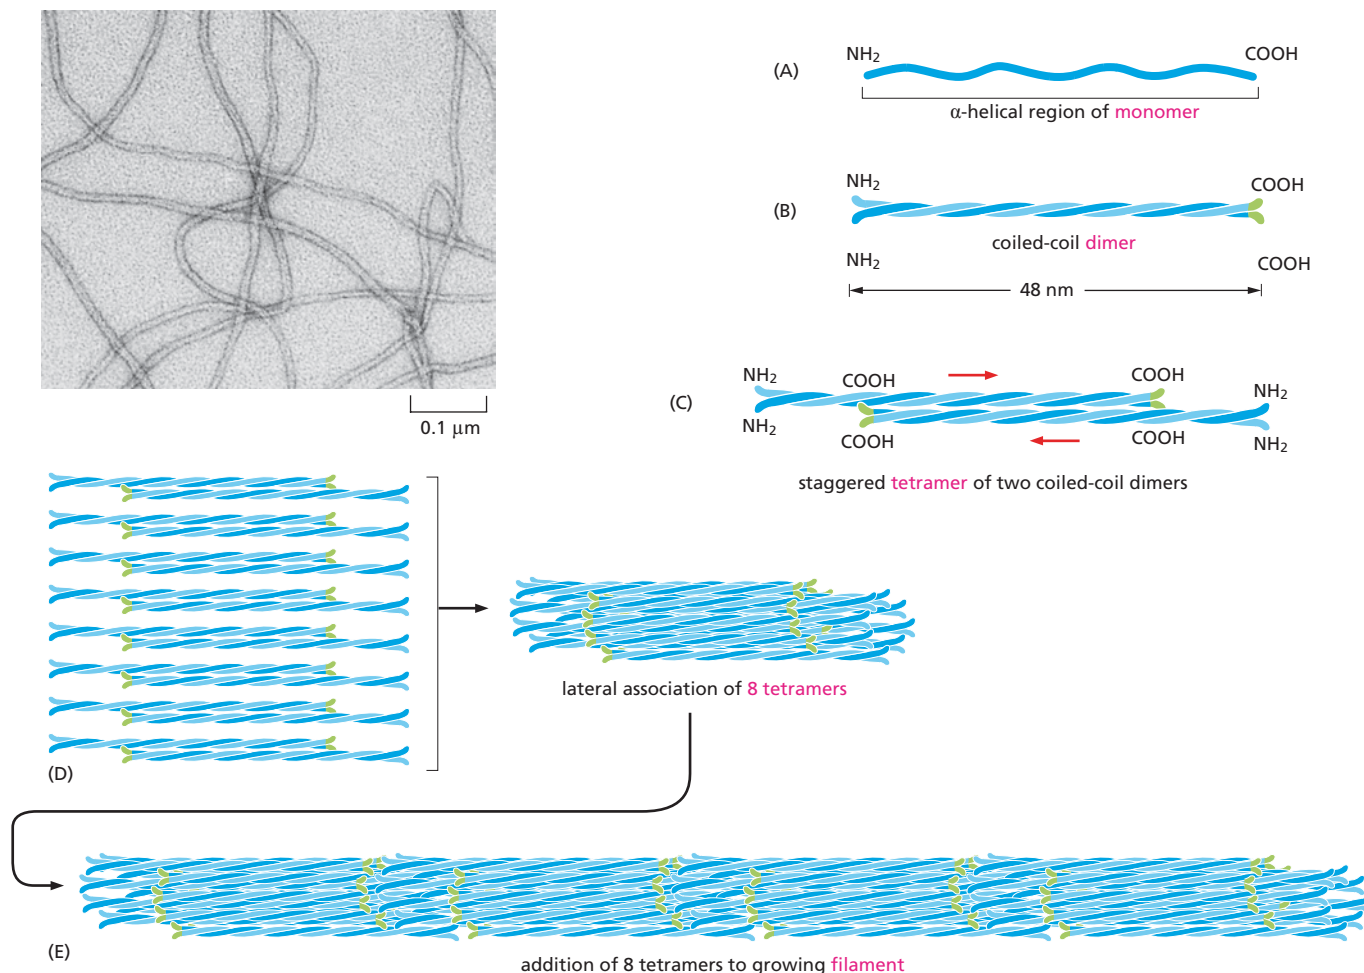 0.1 μm
(A)
NH₂
COOH
α-helical region of monomer
(B)
NH₂
COOH
coiled-coil dimer
NH₂
COOH
48 nm
(C)
NH₂
COOH
COOH
NH₂
NH₂
COOH
COOH
NH₂
staggered tetramer of two coiled-coil dimers
(D)
lateral association of 8 tetramers
(E)
addition of 8 tetramers to growing filament